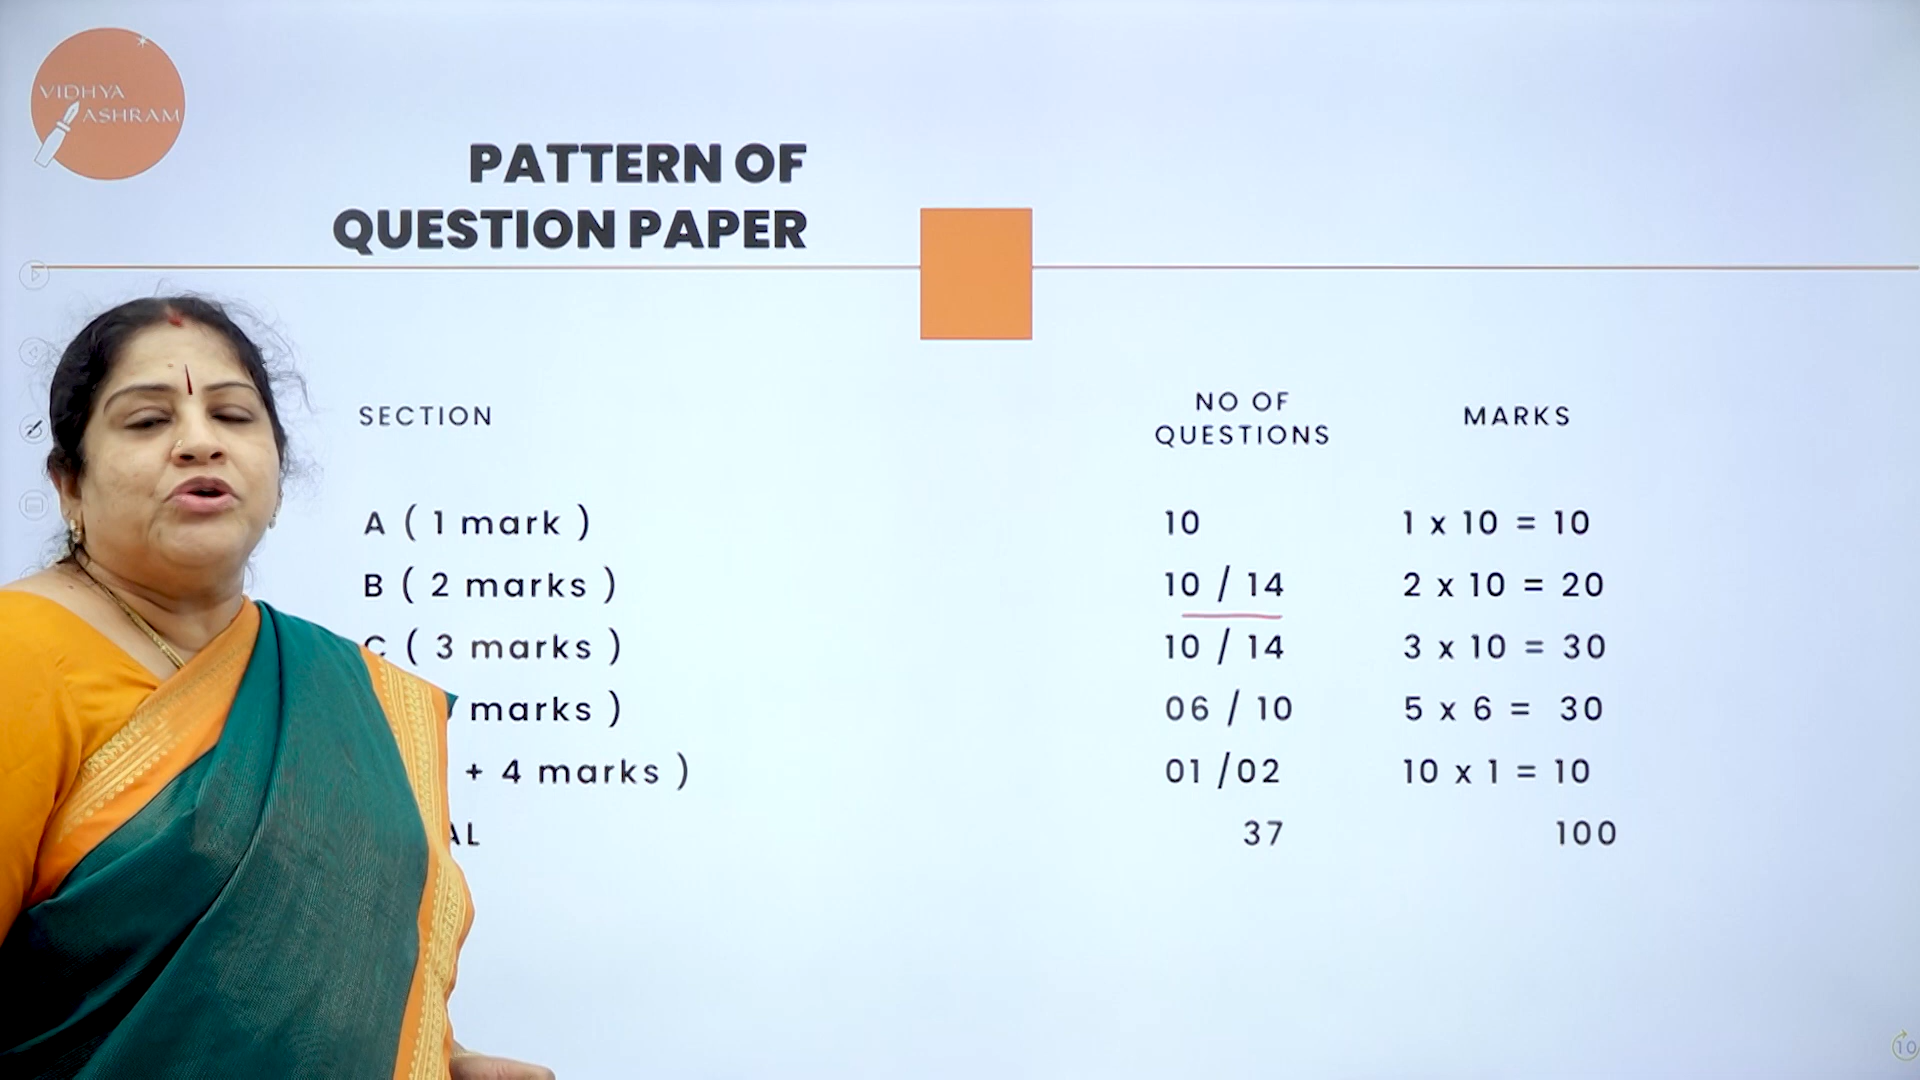 VIDHYA
ASHRAM
PATTERN OF
QUESTION PAPER
SECTION NO OF QUESTIONS MARKS
A ( 1 mark ) 10 1 x 10 = 10
B ( 2 marks ) 10 / 14 2 x 10 = 20
C ( 3 marks ) 10 / 14 3 x 10 = 30
marks ) 06 / 10 5 x 6 = 30
+ 4 marks ) 01 /02 10 x 1 = 10
AL 37 100
10